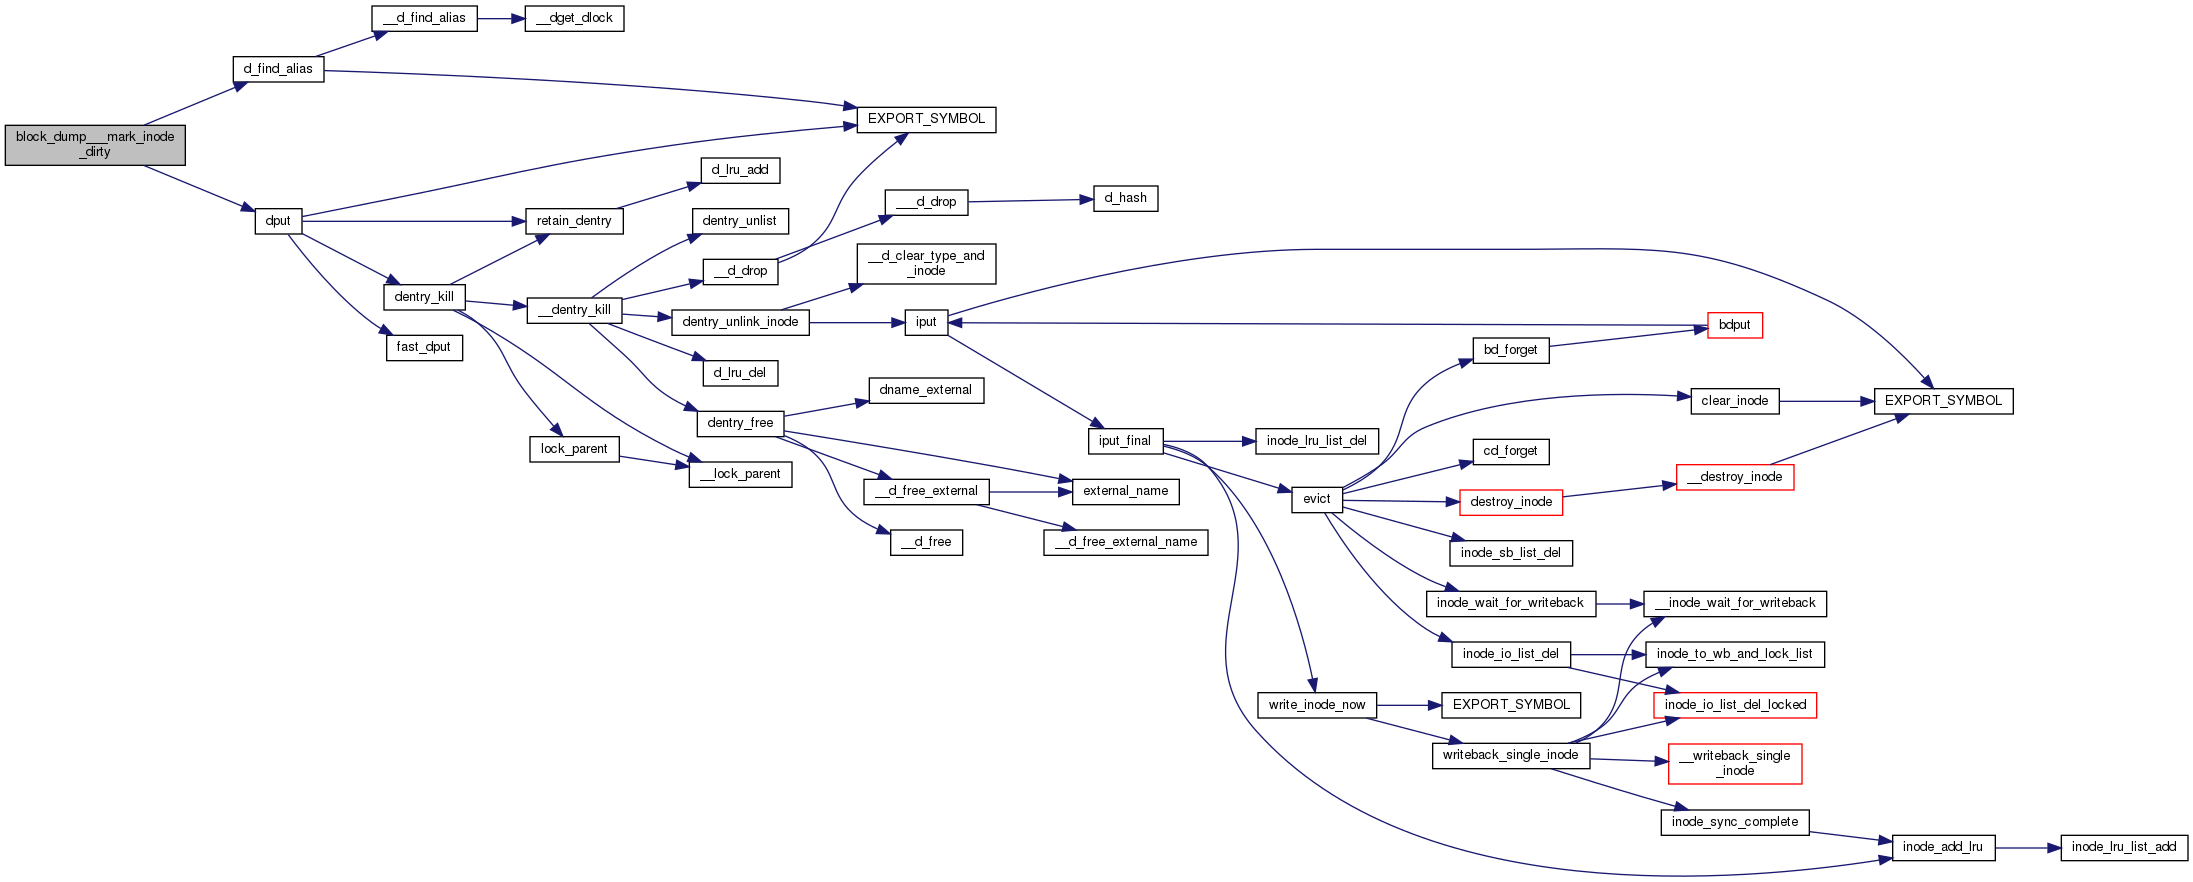 __d_find_alias
__dget_dlock
d_find_alias
EXPORT_SYMBOL
block_dump___mark_inode
_dirty
d_lru_add
___d_drop
d_hash
dput
retain_dentry
dentry_unlist
__d_clear_type_and
_inode
__d_drop
dentry_kill
__dentry_kill
dentry_unlink_inode
iput
bdput
fast_dput
bd_forget
d_lru_del
dname_external
clear_inode
EXPORT_SYMBOL
dentry_free
iput_final
inode_lru_list_del
lock_parent
cd_forget
__lock_parent
__destroy_inode
__d_free_external
external_name
evict
destroy_inode
__d_free
__d_free_external_name
inode_sb_list_del
inode_wait_for_writeback
__inode_wait_for_writeback
inode_io_list_del
inode_to_wb_and_lock_list
write_inode_now
EXPORT_SYMBOL
inode_io_list_del_locked
writeback_single_inode
__writeback_single
_inode
inode_sync_complete
inode_add_lru
inode_lru_list_add